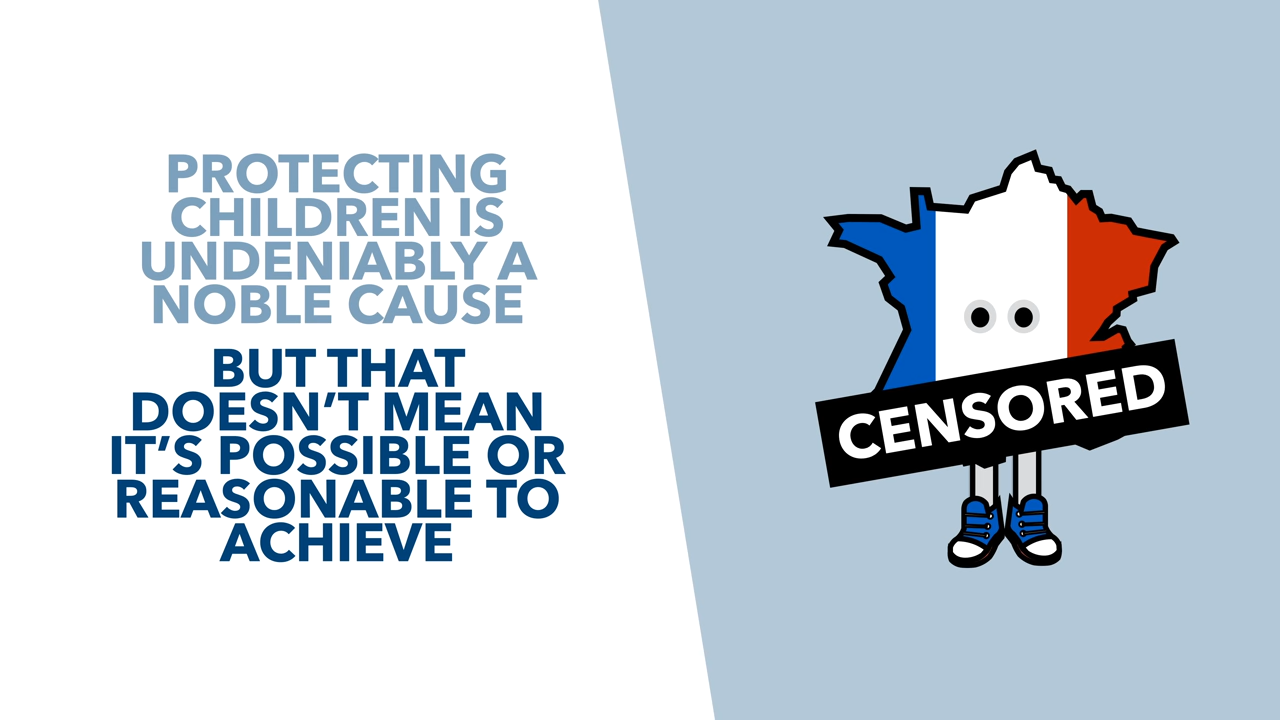 PROTECTING
CHILDREN IS
UNDENIABLY A
NOBLE CAUSE
BUT THAT
DOESN’T MEAN
IT’S POSSIBLE OR
REASONABLE TO
ACHIEVE
CENSORED